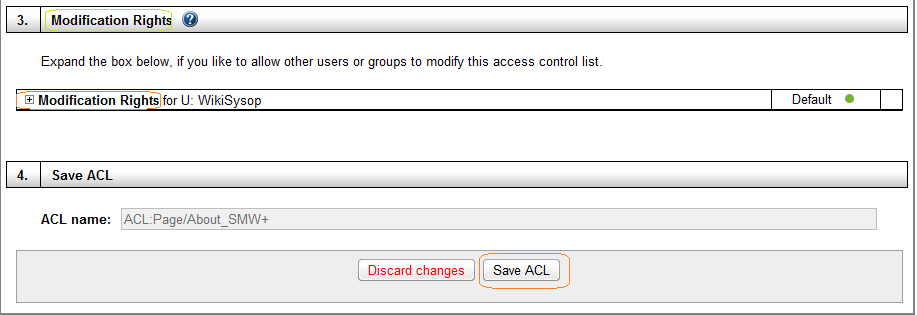 3. Modification Rights ?
Expand the box below, if you like to allow other users or groups to modify this access control list.
+ Modification Rights for U: WikiSysop Default
4. Save ACL
ACL name: ACL:Page/About_SMW+
Discard changes Save ACL